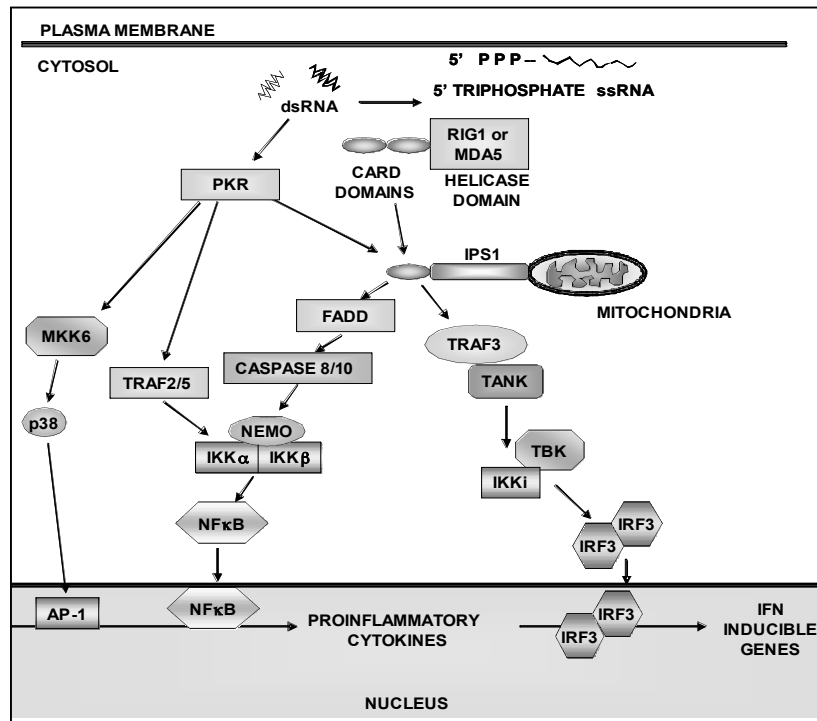 PLASMA MEMBRANE
CYTOSOL
5' P P P –
5' TRIPHOSPHATE ssRNA
dsRNA
RIG1 or
MDA5
CARD
DOMAINS
HELICASE
DOMAIN
PKR
IPS1
MITOCHONDRIA
FADD
MKK6
TRAF3
CASPASE 8/10
TRAF2/5
TANK
p38
NEMO
IKKα
IKKβ
TBK
IKKi
NFκB
IRF3
IRF3
AP-1
NFκB
PROINFLAMMATORY
CYTOKINES
IRF3
IRF3
IFN
INDUCIBLE
GENES
NUCLEUS